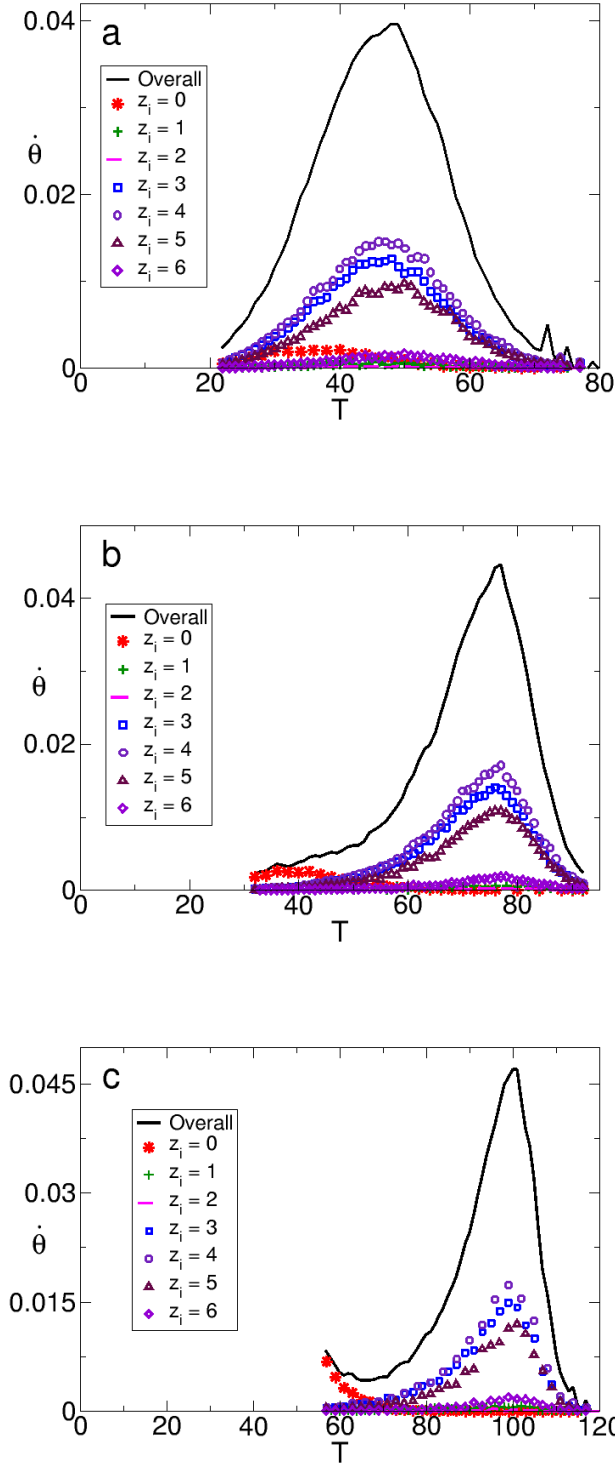 a
0.04
0.02
0
θ̇
Overall
z_i = 0
z_i = 1
z_i = 2
z_i = 3
z_i = 4
z_i = 5
z_i = 6
0 20 40 60 80
T
b
0.04
0.02
0
θ̇
Overall
z_i = 0
z_i = 1
z_i = 2
z_i = 3
z_i = 4
z_i = 5
z_i = 6
0 20 40 60 80
T
c
0.045
0.03
0.015
0
θ̇
Overall
z_i = 0
z_i = 1
z_i = 2
z_i = 3
z_i = 4
z_i = 5
z_i = 6
0 20 40 60 80 100 120
T